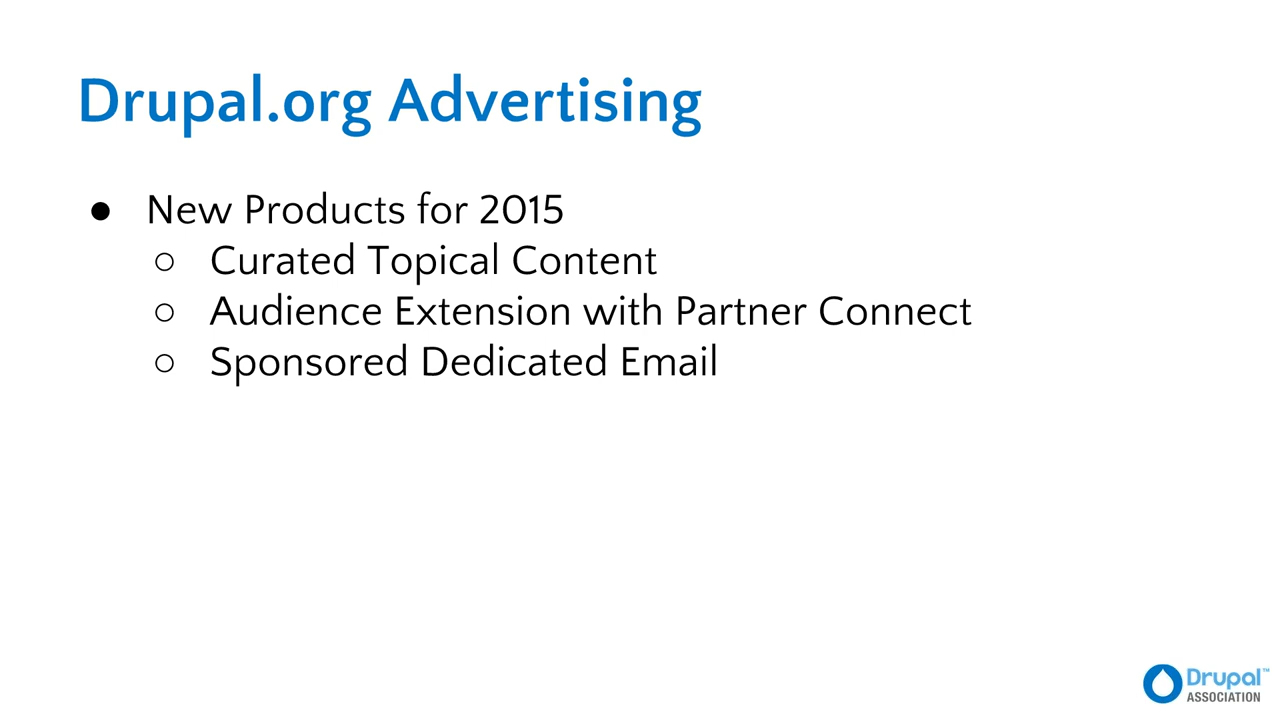 Drupal.org Advertising
● New Products for 2015
○ Curated Topical Content
○ Audience Extension with Partner Connect
○ Sponsored Dedicated Email
Drupal™
ASSOCIATION